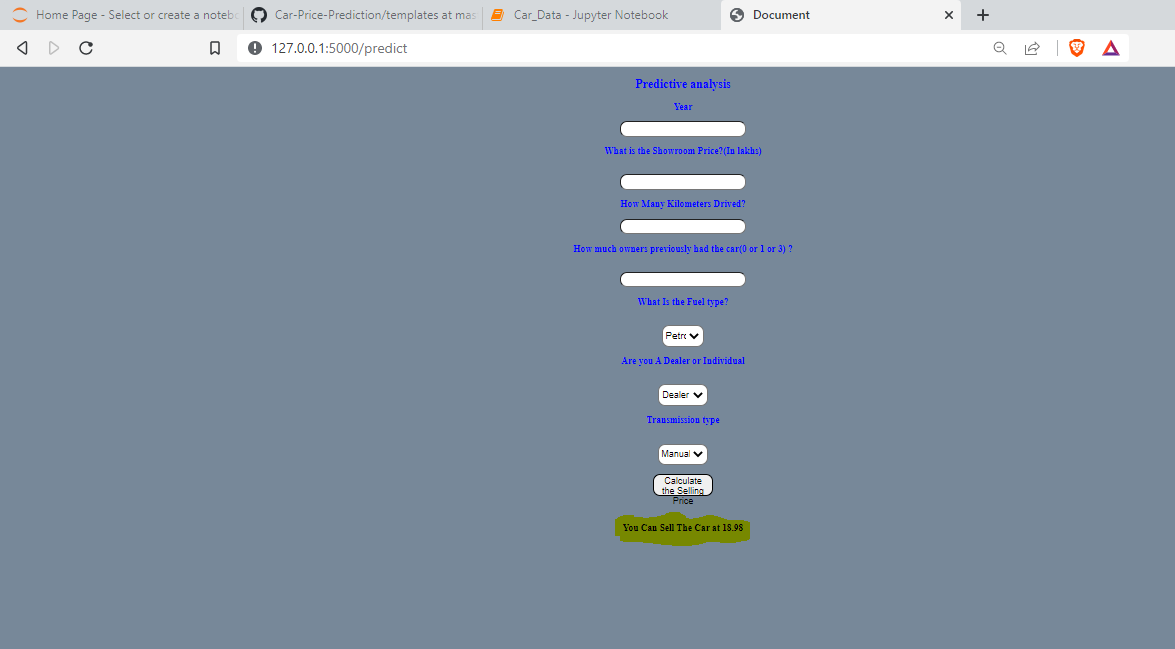 Home Page - Select or create a noteb
Car-Price-Prediction/templates at mas
Car_Data - Jupyter Notebook
Document
127.0.0.1:5000/predict
Predictive analysis
Year
What is the Showroom Price?(In lakhs)
How Many Kilometers Drived?
How much owners previously had the car(0 or 1 or 3) ?
What Is the Fuel type?
Petrc
Are you A Dealer or Individual
Dealer
Transmission type
Manual
Calculate
the Selling
Price
You Can Sell The Car at 18.98